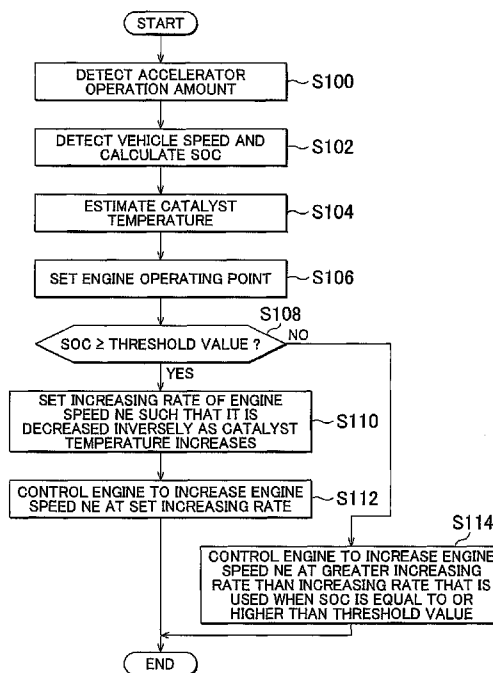 START
DETECT ACCELERATOR
OPERATION AMOUNT
S100
DETECT VEHICLE SPEED AND
CALCULATE SOC
S102
ESTIMATE CATALYST
TEMPERATURE
S104
SET ENGINE OPERATING POINT
S106
S108
SOC ≥ THRESHOLD VALUE ?
NO
YES
SET INCREASING RATE OF ENGINE
SPEED NE SUCH THAT IT IS
DECREASED INVERSELY AS CATALYST
TEMPERATURE INCREASES
S110
CONTROL ENGINE TO INCREASE ENGINE
SPEED NE AT SET INCREASING RATE
S112
S114
CONTROL ENGINE TO INCREASE ENGINE
SPEED NE AT GREATER INCREASING
RATE THAN INCREASING RATE THAT IS
USED WHEN SOC IS EQUAL TO OR
HIGHER THAN THRESHOLD VALUE
END